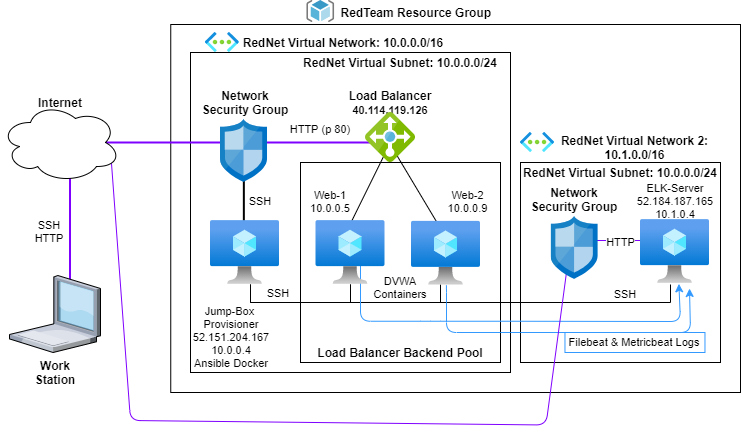 RedTeam Resource Group
RedNet Virtual Network: 10.0.0.0/16
RedNet Virtual Subnet: 10.0.0.0/24
Internet
Network
Security Group
Load Balancer
40.114.119.126
HTTP (p 80)
RedNet Virtual Network 2:
10.1.0.0/16
RedNet Virtual Subnet: 10.0.0.0/24
SSH
Web-1
10.0.0.5
Web-2
10.0.0.9
Network
Security Group
ELK-Server
52.184.187.165
10.1.0.4
SSH
HTTP
HTTP
SSH
DVWA
Containers
SSH
Jump-Box
Provisioner
52.151.204.167
10.0.0.4
Ansible Docker
Load Balancer Backend Pool
Filebeat & Metricbeat Logs
Work
Station